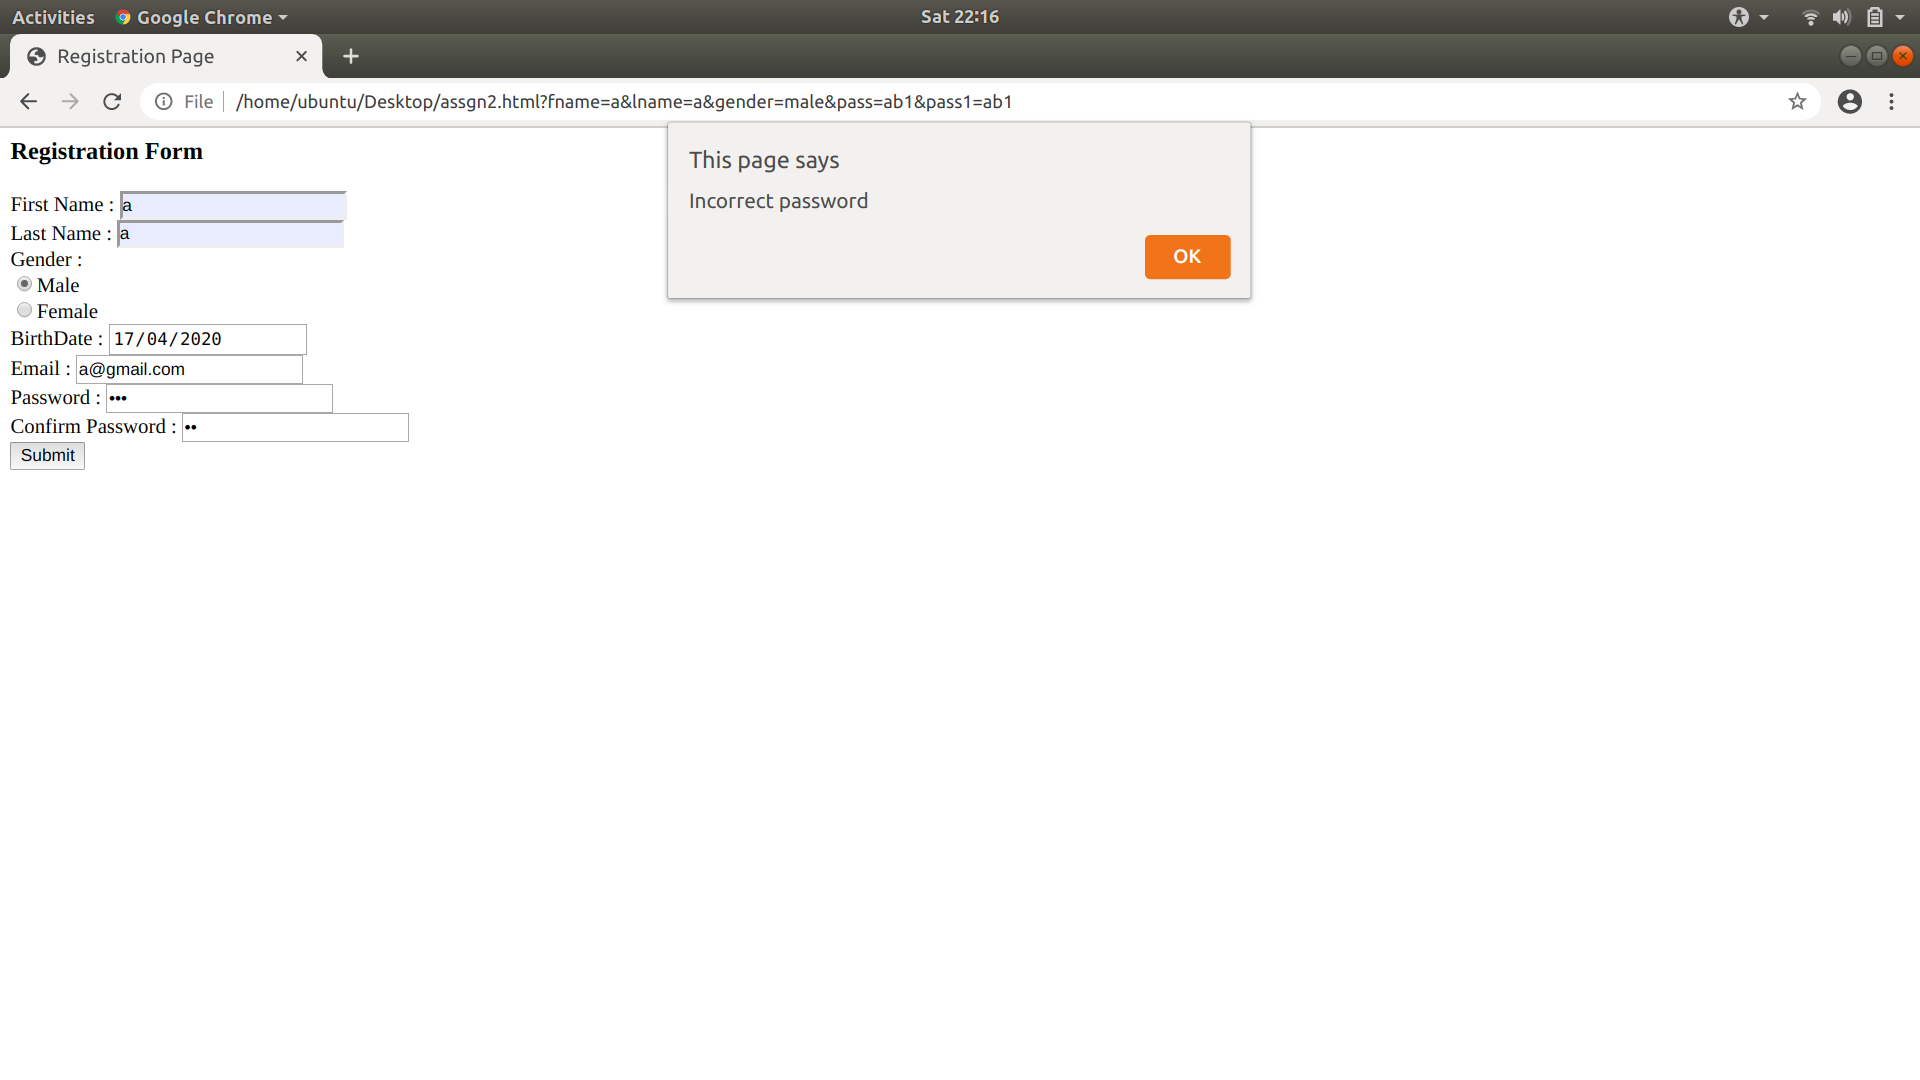 Activities Google Chrome Sat 22:16
Registration Page
File /home/ubuntu/Desktop/assgn2.html?fname=a&lname=a&gender=male&pass=ab1&pass1=ab1
Registration Form
First Name : a
Last Name : a
Gender :
Male
Female
BirthDate : 17/04/2020
Email : a@gmail.com
Password : •••
Confirm Password : ••
Submit
This page says
Incorrect password
OK